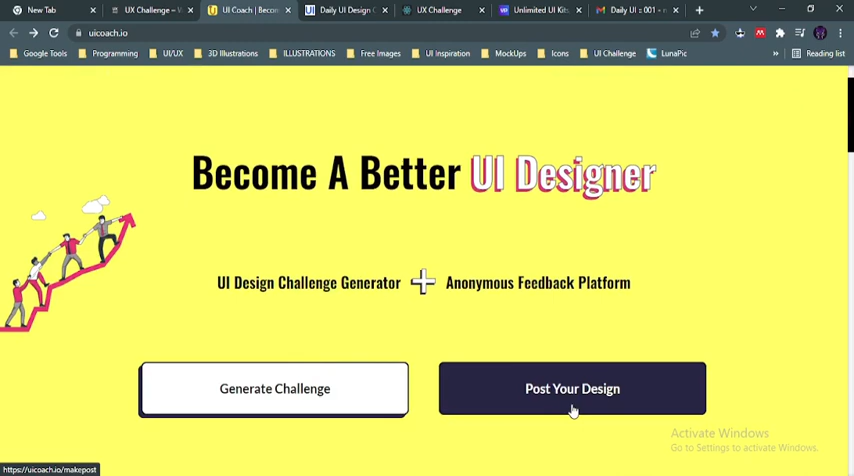 New Tab
UX Challenge – W
UI Coach | Becom
Daily UI Design C
UX Challenge
Unlimited UI Kits
Daily UI :: 001 -
uicoach.io
Google Tools
Programming
UI/UX
3D Illustrations
ILLUSTRATIONS
Free Images
UI Inspiration
MockUps
Icons
UI Challenge
LunaPic
Reading list
Become A Better UI Designer
UI Design Challenge Generator + Anonymous Feedback Platform
Generate Challenge
Post Your Design
Activate Windows
Go to Settings to activate Windows.
https://uicoach.io/makepost